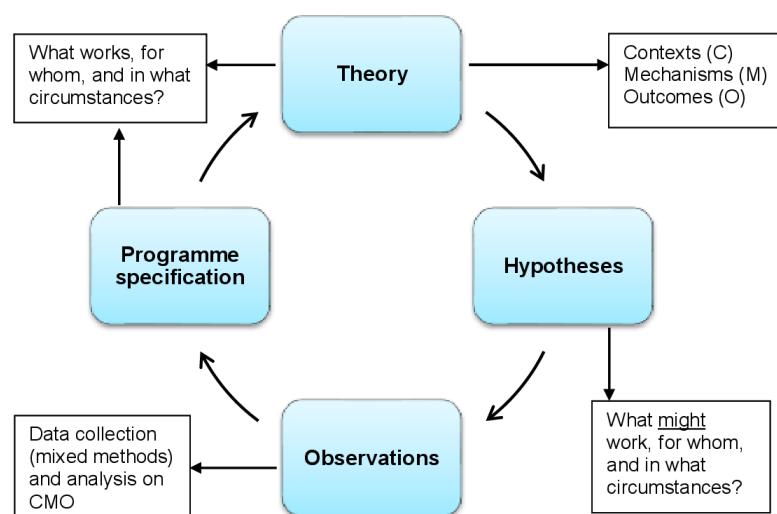 What works, for
whom, and in what
circumstances?
Theory
Contexts (C)
Mechanisms (M)
Outcomes (O)
Programme
specification
Hypotheses
Data collection
(mixed methods)
and analysis on
CMO
Observations
What might
work, for whom,
and in what
circumstances?